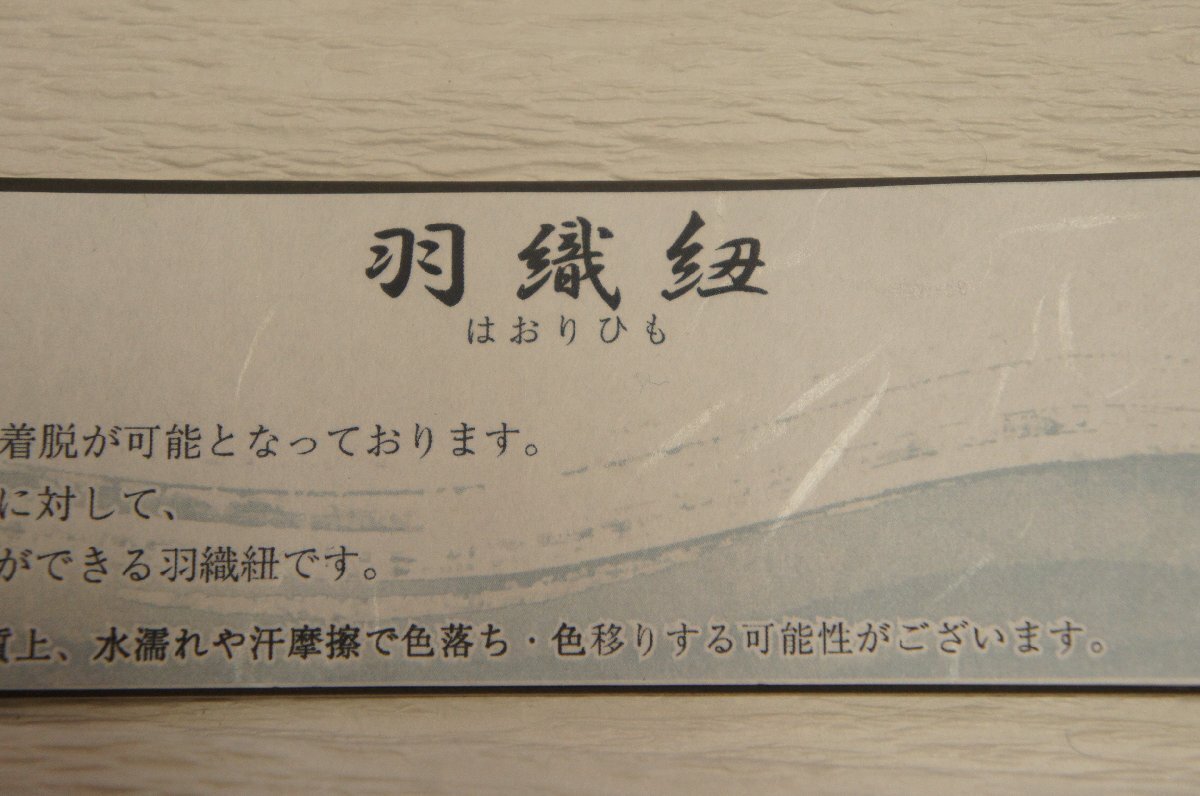 羽織紐
はおりひも
着脱が可能となっております。
に対して、
ができる羽織紐です。
質上、水濡れや汗摩擦で色落ち・色移りする可能性がございます。